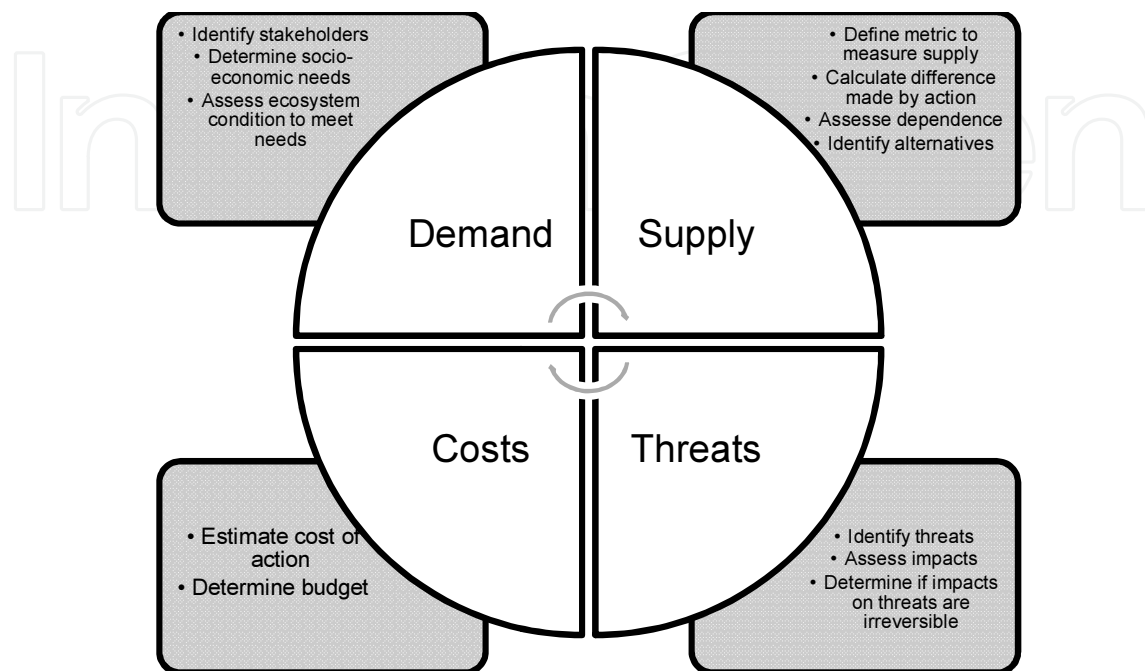 • Identify stakeholders
• Determine socio-
economic needs
• Assess ecosystem
condition to meet
needs
• Define metric to
measure supply
• Calculate difference
made by action
• Assesse dependence
• Identify alternatives
Demand
Supply
Costs
Threats
• Estimate cost of
action
• Determine budget
• Identify threats
• Assess impacts
• Determine if impacts
on threats are
irreversible